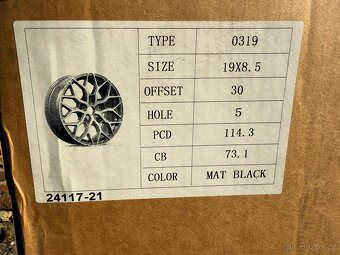 TYPE 0319
SIZE 19X8.5
OFFSET 30
HOLE 5
PCD 114.3
CB 73.1
COLOR MAT BLACK
24117-21